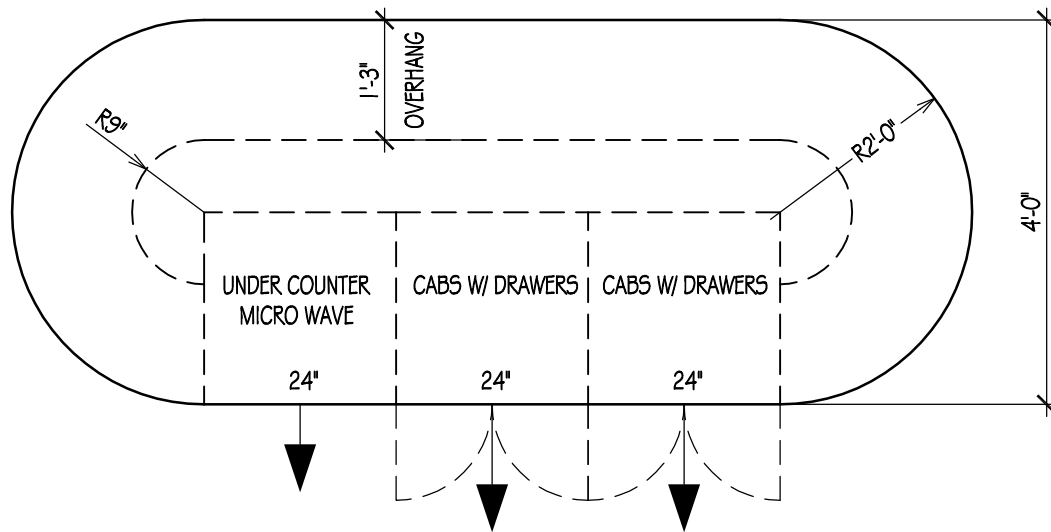 1'-3"
OVERHANG
R9"
R2'-0"
4'-0"
UNDER COUNTER
MICRO WAVE
CABS W/ DRAWERS
CABS W/ DRAWERS
24"
24"
24"